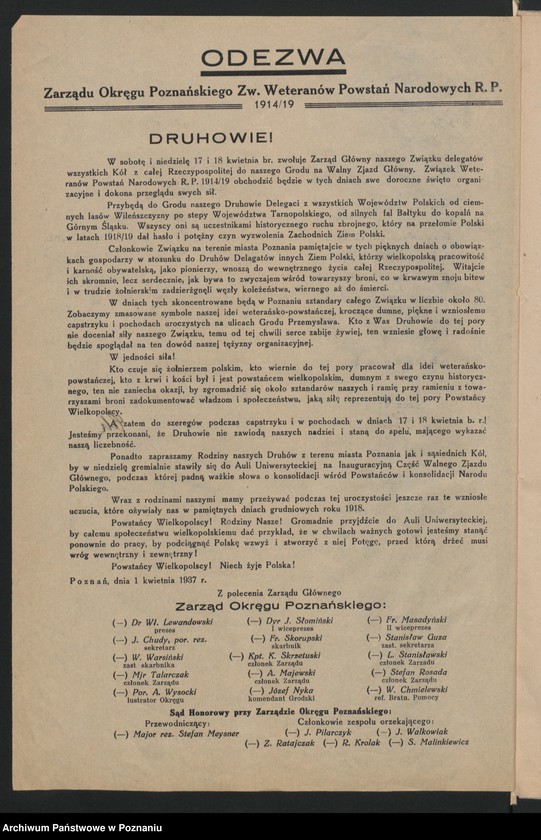 ODEZWA
Zarządu Okręgu Poznańskiego Zw. Weteranów Powstań Narodowych R. P.
1914/19
DRUHOWIE!
W sobotę i niedzielę 17 i 18 kwietnia br. zwołuje Zarząd Główny naszego Związku delegatów
wszystkich Kół z całej Rzeczypospolitej do naszego Grodu na Walny Zjazd Główny. Związek Wete-
ranów Powstań Narodowych R. P. 1914/19 obchodzić będzie w tych dniach swe doroczne święto organi-
zacyjne i dokona przeglądu swych sił.
Przybędą do Grodu naszego Druhowie Delegaci z wszystkich Województw Polskich od ciem-
nych lasów Wileńszczyzny po stepy Województwa Tarnopolskiego, od silnych fal Bałtyku do kopalń na
Górnym Śląsku. Wszyscy oni są uczestnikami historycznego ruchu zbrojnego, który na przełomie Polski
w latach 1918/19 dał hasło i potężny czyn wyzwolenia Zachodnich Ziem Polski.
Członkowie Związku na terenie miasta Poznania pamiętajcie w tych pięknych dniach o obowiąz-
kach gospodarzy w stosunku do Druhów Delegatów innych Ziem Polski, którzy wielkopolską pracowitość
i karność obywatelską, jako pionierzy, wnoszą do wewnętrznego życia całej Rzeczypospolitej. Witajcie
ich skromnie, lecz serdecznie, jak bywa to zwyczajem wśród towarzyszy broni, co w krwawym znoju bitew
i w trudzie żołnierskim zadzierżgnęli węzły koleżeństwa, wiernego aż do śmierci.
W dniach tych skoncentrowane będą w Poznaniu sztandary całego Związku w liczbie około 80.
Zobaczymy zmasowane symbole naszej idei weterańsko-powstańczej, kroczące dumne, piękne i wzniosłemu
capstrzyku i pochodach uroczystych na ulicach Grodu Przemysława. Kto z Was Druhowie do tej pory
nie doceniał siły naszego Związku, temu od tej chwili serce zabije żywiej, ten wzniesie głowę i radośnie
będzie spoglądał na ten dowód naszej tężyzny organizacyjnej.
W jedności siła!
Kto czuje się żołnierzem polskim, kto wiernie do tej pory pracował dla idei weterańsko-
powstańczej, kto z krwi i kości był i jest powstańcem wielkopolskim, dumnym z swego czynu historycz-
nego, ten nie zaniecha okazji, by zgromadzić się około sztandarów naszych i ramię przy ramieniu z towa-
rzyszami broni zadokumentować władzom i społeczeństwu, jaką siłę reprezentują do tej pory Powstańcy
Wielkopolscy.
A zatem do szeregów podczas capstrzyku i w pochodach w dniach 17 i 18 kwietnia b. r.!
Jesteśmy przekonani, że Druhowie nie zawiodą naszych nadziei i staną do apelu, mającego wykazać
naszą liczebność.
Ponadto zapraszamy Rodziny naszych Druhów z terenu miasta Poznania jak i sąsiednich Kół,
by w niedzielę gremialnie stawiły się do Auli Uniwersyteckiej na Inauguracyjną Część Walnego Zjazdu
Głównego, podczas której padną ważkie słowa o konsolidacji wśród Powstańców i konsolidacji Narodu
Polskiego.
Wraz z rodzinami naszymi mamy przeżywać podczas tej uroczystości jeszcze raz te wzniosłe
uczucia, które ożywiały nas w pamiętnych dniach grudniowych roku 1918.
Powstańcy Wielkopolscy! Rodziny Nasze! Gromadnie przyjdźcie do Auli Uniwersyteckiej,
by całemu społeczeństwu wielkopolskiemu dać przykład, że w chwilach ważnych gotowi jesteśmy stanąć
ponownie do pracy, by podciągnąć Polskę wzwyż i stworzyć z niej Potęgę, przed którą drżeć musi
wróg wewnętrzny i zewnętrzny!
Powstańcy Wielkopolscy! Niech żyje Polska!
Poznań, dnia 1 kwietnia 1937 r.
Z polecenia Zarządu Głównego
Zarząd Okręgu Poznańskiego:
(—) Dr Wł. Lewandowski (—) Dyr J. Słomiński (—) Fr. Masadyński
prezes I wiceprezes II wiceprezes
(—) J. Chudy, por. rez. (—) Fr. Skorupski (—) Stanisław Guza
sekretarz skarbnik zast. sekretarza
(—) W. Warsiński (—) Kpt. K. Skrzetuski (—) L. Stanisławski
zast skarbnika członek Zarządu członek Zarządu
(—) Mjr Talarczak (—) A. Majewski (—) Stefan Rosada
członek Zarządu członek Zarządu członek Zarządu
(—) Por. A. Wysocki (—) Józef Nyka (—) W. Chmielewski
lustrator Okręgu komendant Grodzki ref. Bratn. Pomocy
Sąd Honorowy przy Zarządzie Okręgu Poznańskiego:
Przewodniczący: Członkowie zespołu orzekającego:
(—) Major rez. Stefan Meysner (—) J. Pilarczyk (—) J. Walkowiak
(—) Z. Ratajczak (—) R. Krolak (—) S. Malinkiewicz
Archiwum Państwowe w Poznaniu